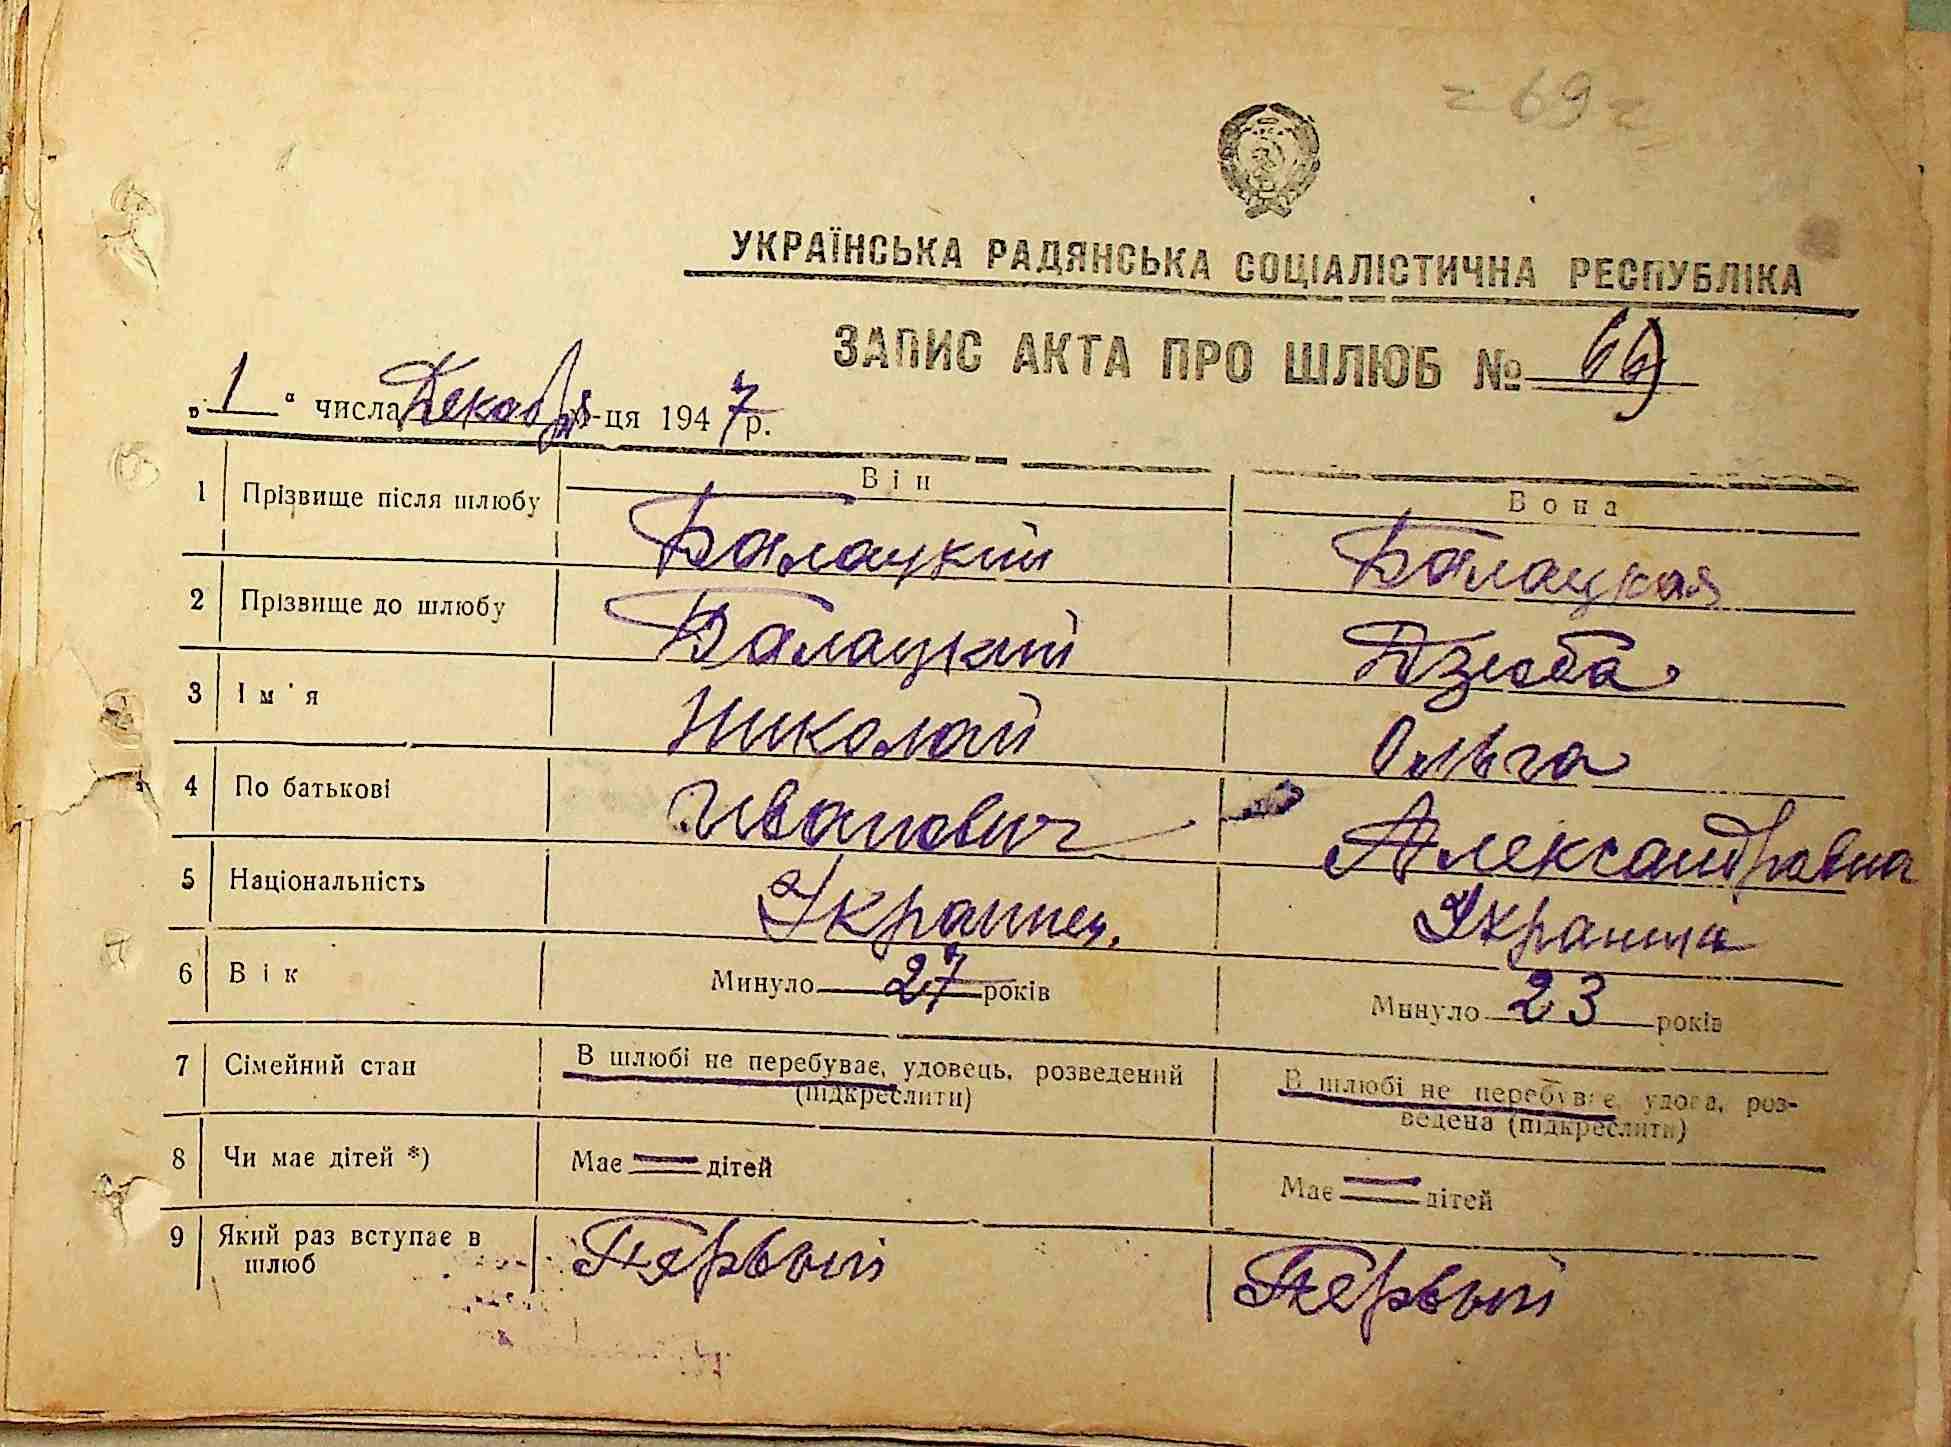 69
УКРАЇНСЬКА РАДЯНСЬКА СОЦІАЛІСТИЧНА РЕСПУБЛІКА
ЗАПИС АКТА ПРО ШЛЮБ №
„1“ числа Декабря м-ця 1947 р.
Він Вона
1 Прізвище після шлюбу Балацкий Балацкая
2 Прізвище до шлюбу Балацкий Дзюба
3 Ім'я Николай Ольга
4 По батькові Иванович Александровна
5 Національність Украинец. Украинка
6 Вік Минуло 27 років Минуло 23 років
7 Сімейний стан В шлюбі не перебуває, удовець, розведений В шлюбі не перебуває, удова, роз-
(підкреслити) ведена (підкреслити)
8 Чи має дітей *) Має — дітей Має — дітей
9 Який раз вступає в Первый Первый
шлюб